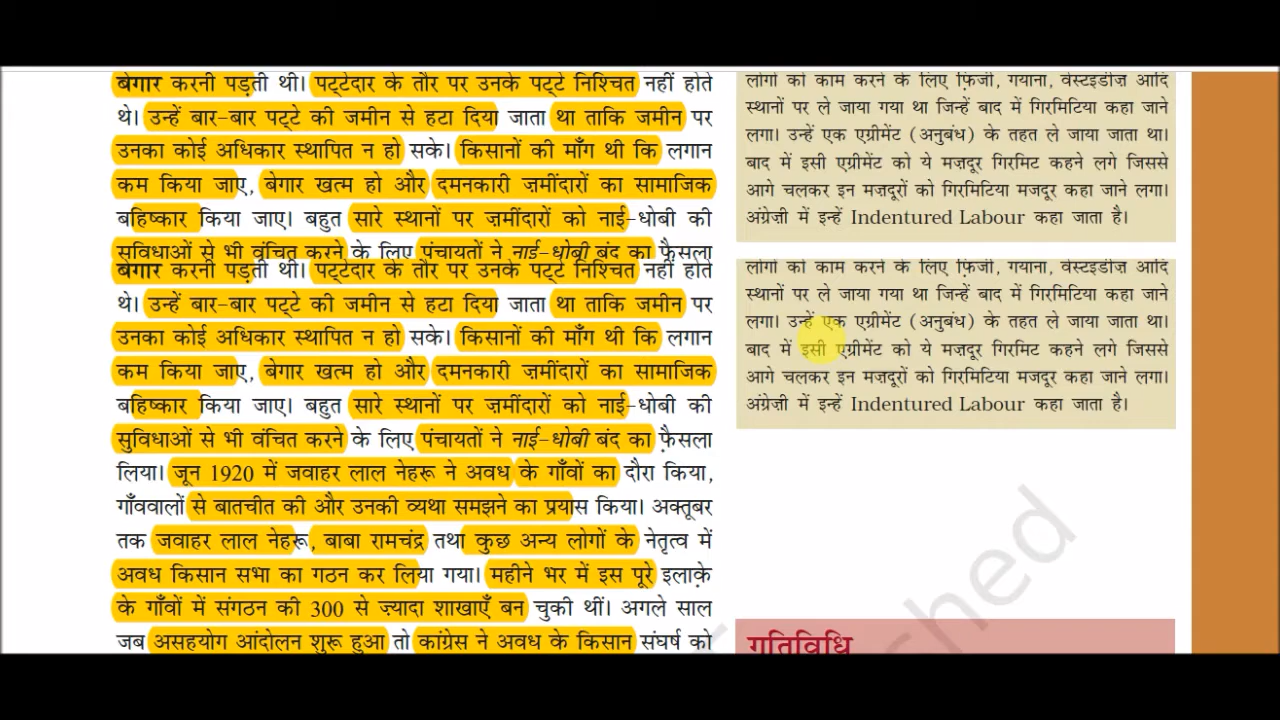 बेगार करनी पड़ती थी। पट्टेदार के तौर पर उनके पट्टे निश्चित नहीं होते
थे। उन्हें बार-बार पट्टे की जमीन से हटा दिया जाता था ताकि जमीन पर
उनका कोई अधिकार स्थापित न हो सके। किसानों की माँग थी कि लगान
कम किया जाए, बेगार खत्म हो और दमनकारी ज़मींदारों का सामाजिक
बहिष्कार किया जाए। बहुत सारे स्थानों पर ज़मींदारों को नाई-धोबी की
सुविधाओं से भी वंचित करने के लिए पंचायतों ने नाई-धोबी बंद का फ़ैसला
बेगार करनी पड़ती थी। पट्टेदार के तौर पर उनके पट्टे निश्चित नहीं होते
थे। उन्हें बार-बार पट्टे की जमीन से हटा दिया जाता था ताकि जमीन पर
उनका कोई अधिकार स्थापित न हो सके। किसानों की माँग थी कि लगान
कम किया जाए, बेगार खत्म हो और दमनकारी ज़मींदारों का सामाजिक
बहिष्कार किया जाए। बहुत सारे स्थानों पर ज़मींदारों को नाई-धोबी की
सुविधाओं से भी वंचित करने के लिए पंचायतों ने नाई-धोबी बंद का फ़ैसला
लिया। जून 1920 में जवाहर लाल नेहरू ने अवध के गाँवों का दौरा किया,
गाँववालों से बातचीत की और उनकी व्यथा समझने का प्रयास किया। अक्तूबर
तक जवाहर लाल नेहरू, बाबा रामचंद्र तथा कुछ अन्य लोगों के नेतृत्व में
अवध किसान सभा का गठन कर लिया गया। महीने भर में इस पूरे इलाक़े
के गाँवों में संगठन की 300 से ज़्यादा शाखाएँ बन चुकी थीं। अगले साल
जब असहयोग आंदोलन शुरू हुआ तो कांग्रेस ने अवध के किसान संघर्ष को
लोगों को काम करने के लिए फ़िजी, गयाना, वेस्टइंडीज़ आदि
स्थानों पर ले जाया गया था जिन्हें बाद में गिरमिटिया कहा जाने
लगा। उन्हें एक एग्रीमेंट (अनुबंध) के तहत ले जाया जाता था।
बाद में इसी एग्रीमेंट को ये मज़दूर गिरमिट कहने लगे जिससे
आगे चलकर इन मज़दूरों को गिरमिटिया मजदूर कहा जाने लगा।
अंग्रेज़ी में इन्हें Indentured Labour कहा जाता है।
लोगों को काम करने के लिए फ़िजी, गयाना, वेस्टइंडीज़ आदि
स्थानों पर ले जाया गया था जिन्हें बाद में गिरमिटिया कहा जाने
लगा। उन्हें एक एग्रीमेंट (अनुबंध) के तहत ले जाया जाता था।
बाद में इसी एग्रीमेंट को ये मज़दूर गिरमिट कहने लगे जिससे
आगे चलकर इन मज़दूरों को गिरमिटिया मजदूर कहा जाने लगा।
अंग्रेज़ी में इन्हें Indentured Labour कहा जाता है।
shed
गतिविधि